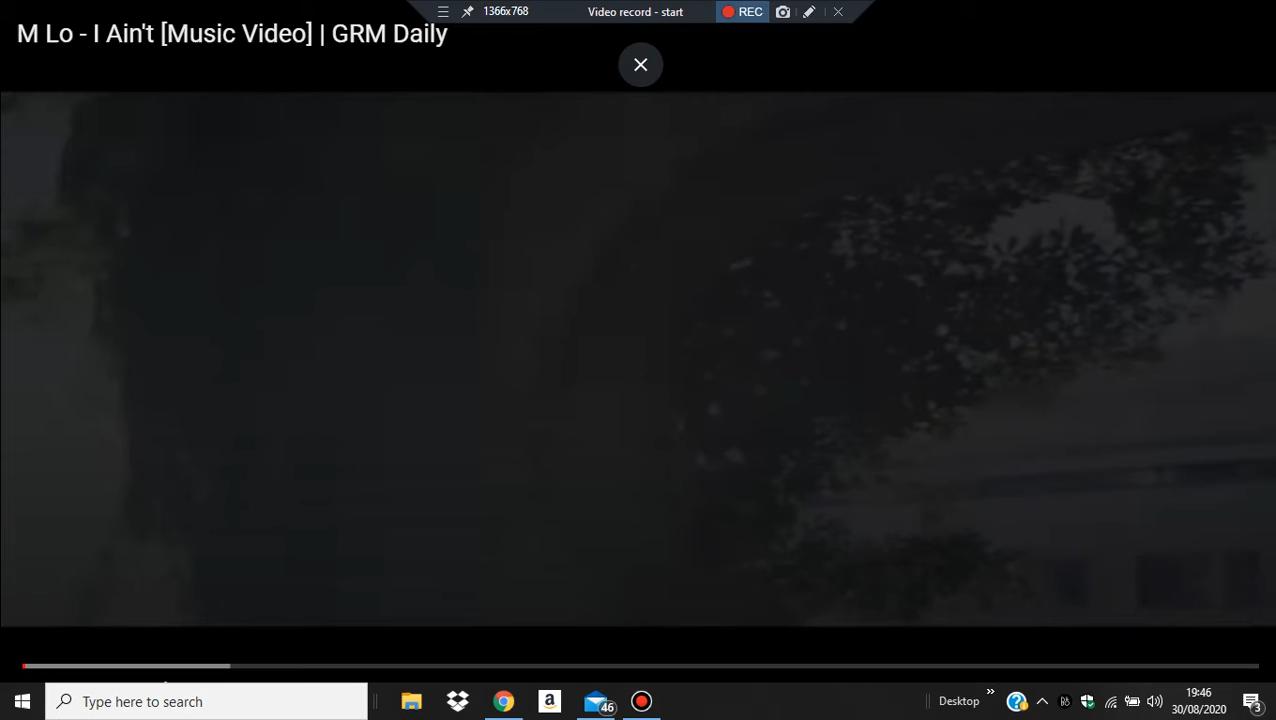 1366x768
Video record - start
REC
M Lo - I Ain't [Music Video] | GRM Daily
Type here to search
a
46
Desktop
19:46
30/08/2020
3